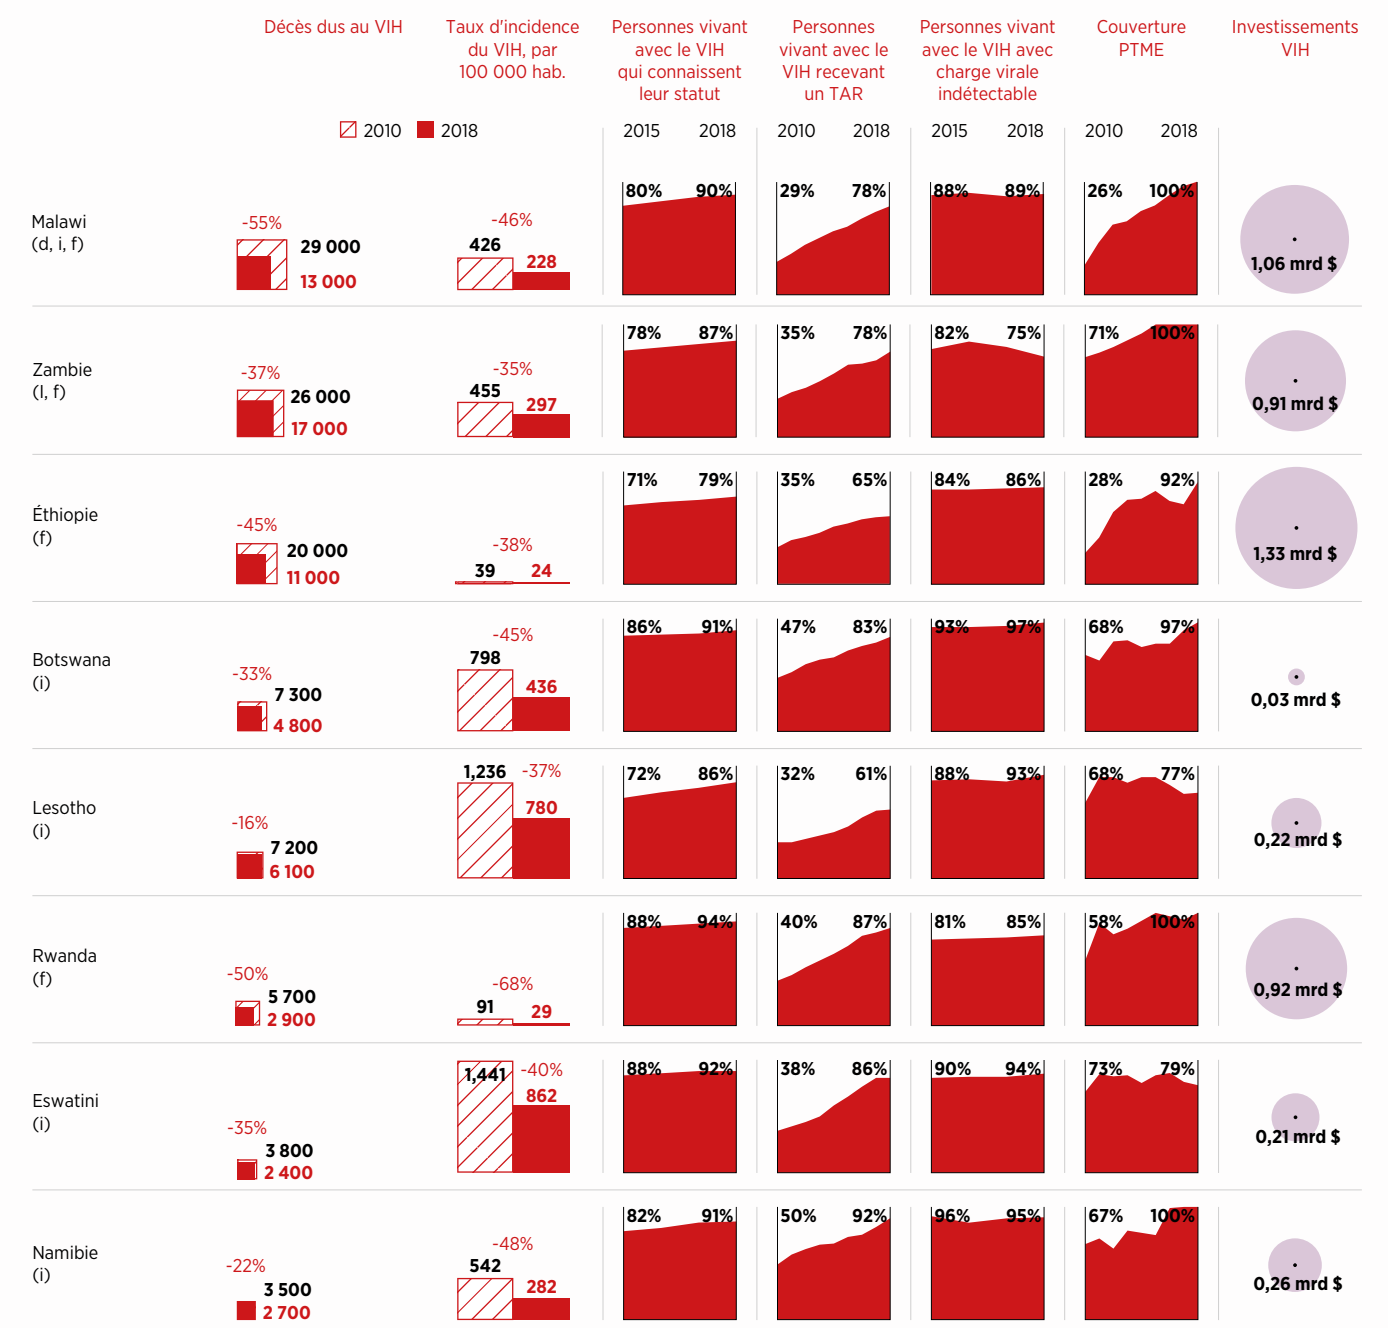 Décès dus au VIH
Taux d'incidence
du VIH, par
100 000 hab.
Personnes vivant
avec le VIH
qui connaissent
leur statut
Personnes
vivant avec le
VIH recevant
un TAR
Personnes vivant
avec le VIH avec
charge virale
indétectable
Couverture
PTME
Investissements
VIH
2010 2018
2015 2018
2010 2018
2015 2018
2010 2018
Malawi
(d, i, f)
-55%
29 000
13 000
-46%
426
228
80% 90%
29% 78%
88% 89%
26% 100%
1,06 mrd $
Zambie
(l, f)
-37%
26 000
17 000
-35%
455
297
78% 87%
35% 78%
82% 75%
71% 100%
0,91 mrd $
Éthiopie
(f)
-45%
20 000
11 000
-38%
39 24
71% 79%
35% 65%
84% 86%
28% 92%
1,33 mrd $
Botswana
(i)
-33%
7 300
4 800
-45%
798
436
86% 91%
47% 83%
93% 97%
68% 97%
0,03 mrd $
Lesotho
(i)
-16%
7 200
6 100
1,236 -37%
780
72% 86%
32% 61%
88% 93%
68% 77%
0,22 mrd $
Rwanda
(f)
-50%
5 700
2 900
-68%
91
29
88% 94%
40% 87%
81% 85%
58% 100%
0,92 mrd $
Eswatini
(i)
-35%
3 800
2 400
1,441 -40%
862
88% 92%
38% 86%
90% 94%
73% 79%
0,21 mrd $
Namibie
(i)
-22%
3 500
2 700
-48%
542
282
82% 91%
50% 92%
96% 95%
67% 100%
0,26 mrd $